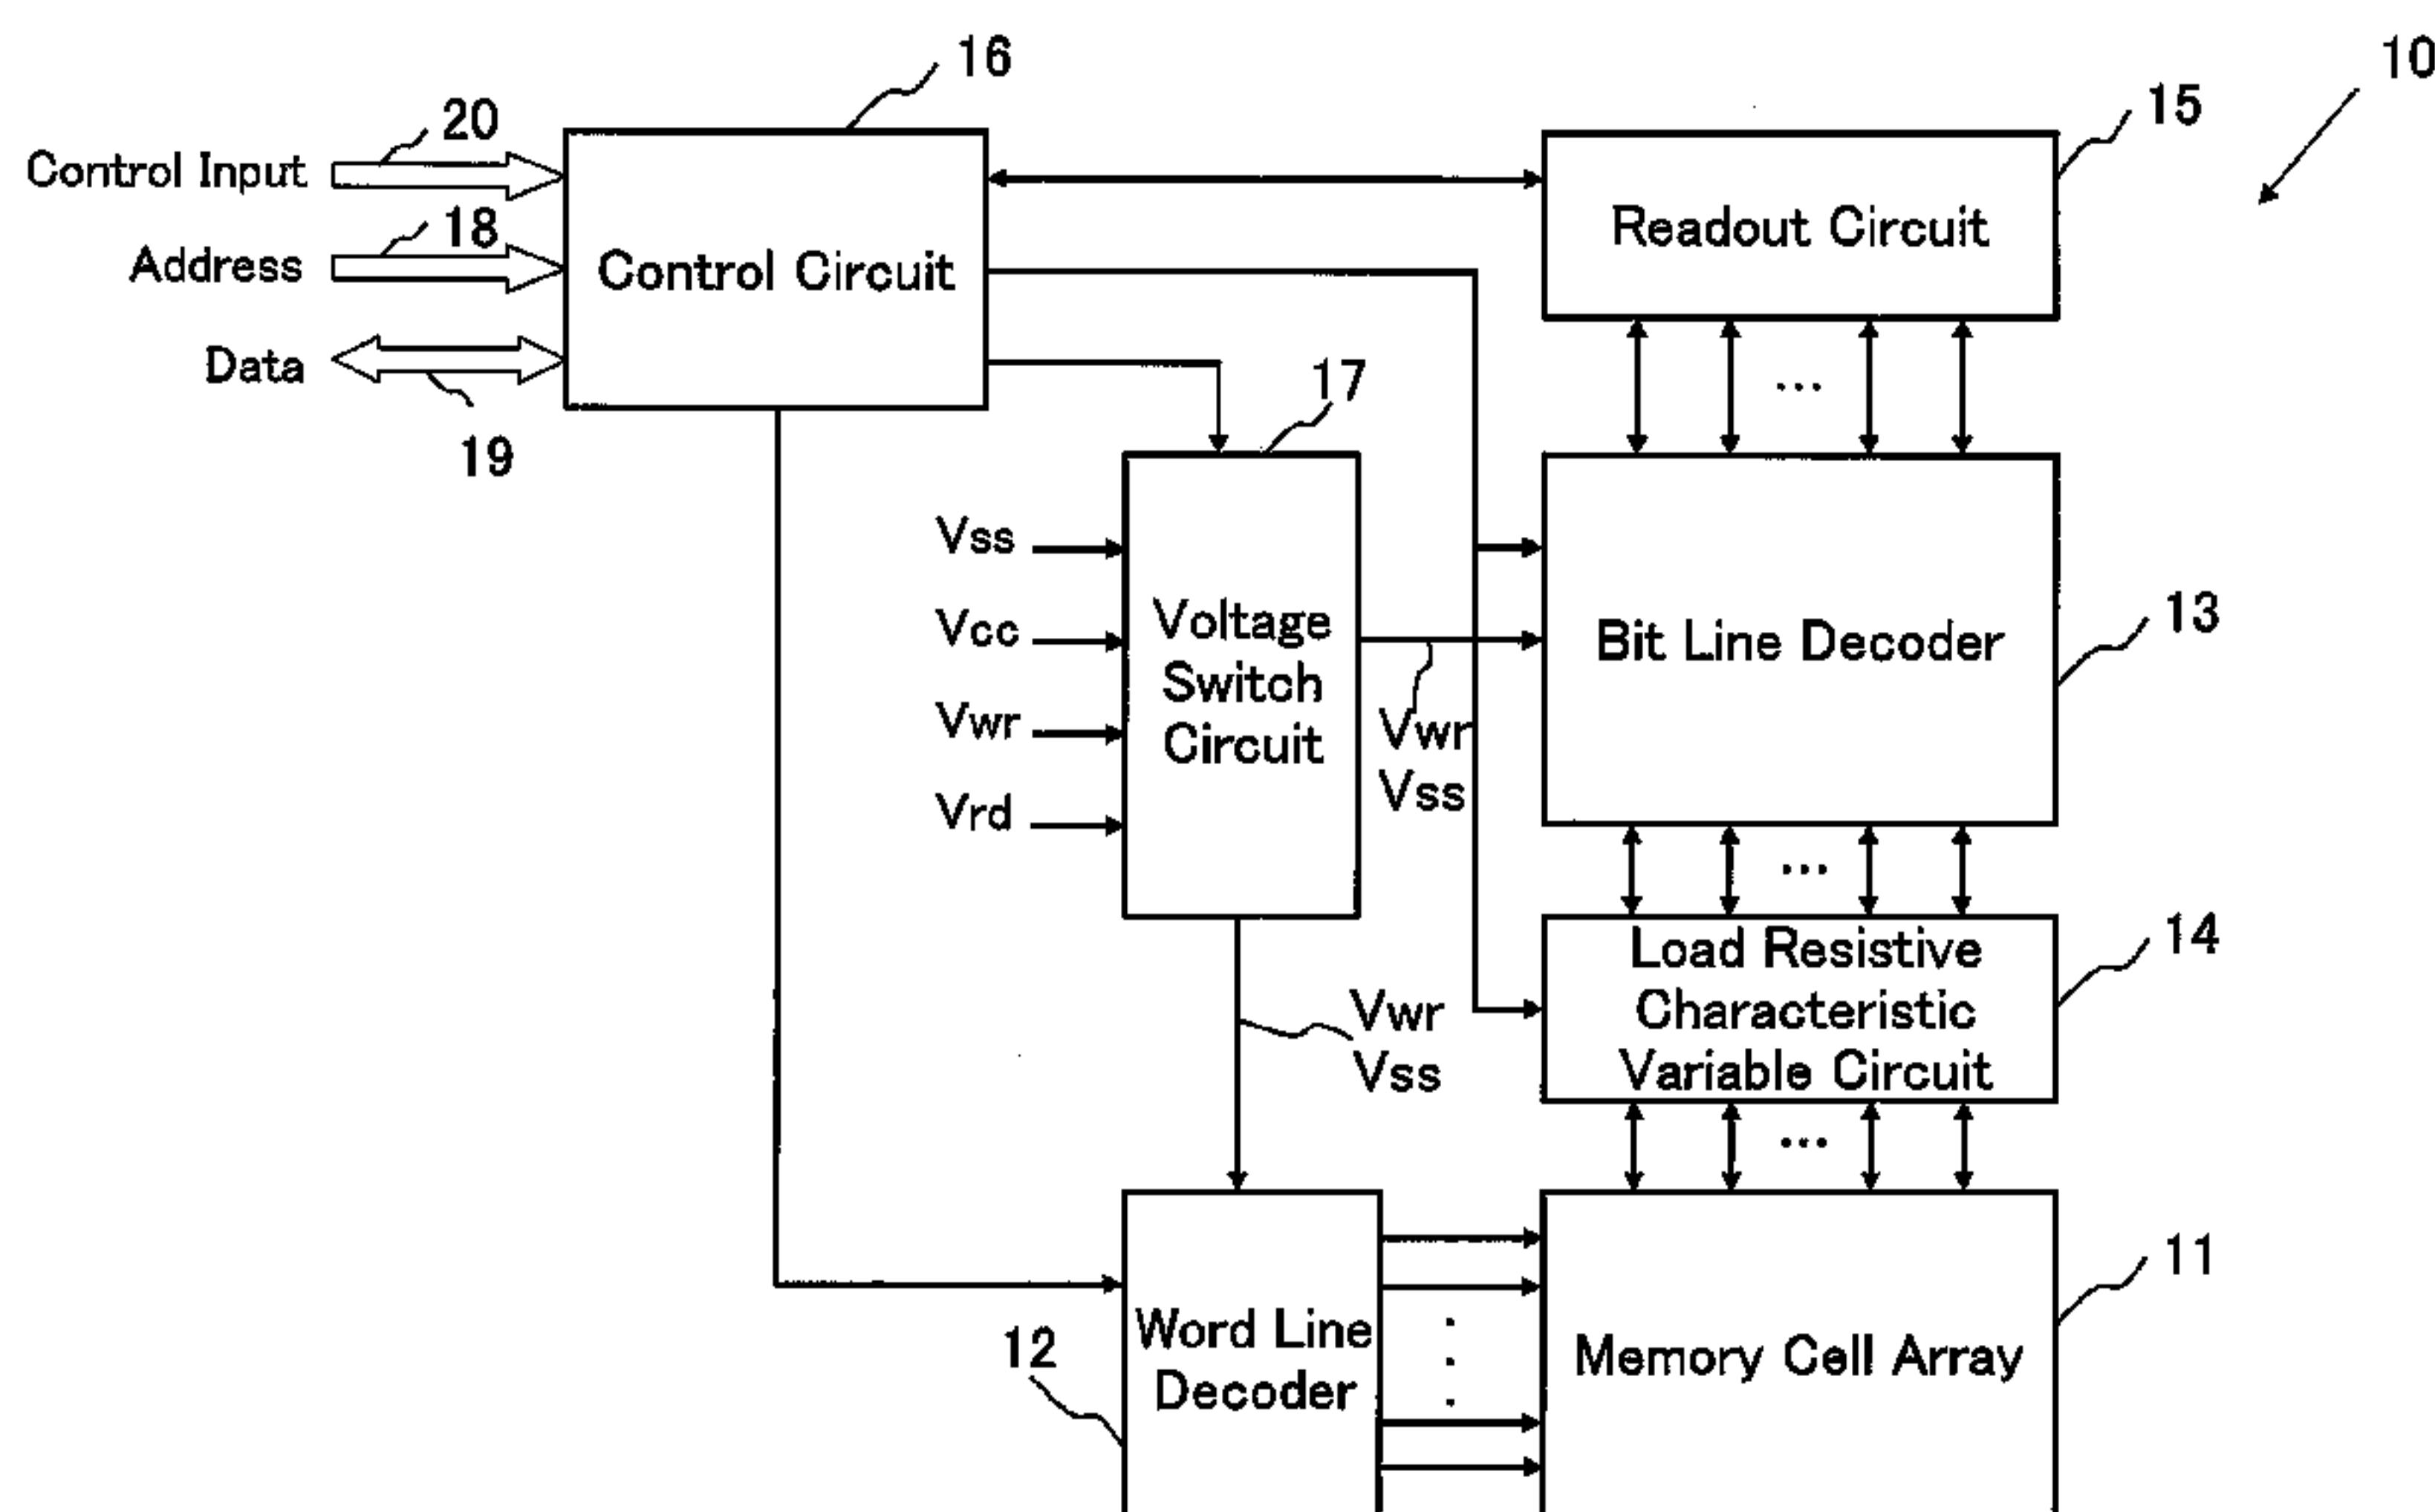 16
10
15
20
Control Input
18
Address
Control Circuit
Readout Circuit
Data
19
17
...
Vss
Vcc
Vwr
Vrd
Voltage
Switch
Circuit
Vwr
Vss
Bit Line Decoder
13
...
Load Resistive
Characteristic
Variable Circuit
14
Vwr
Vss
...
12
Word Line
Decoder
Memory Cell Array
11